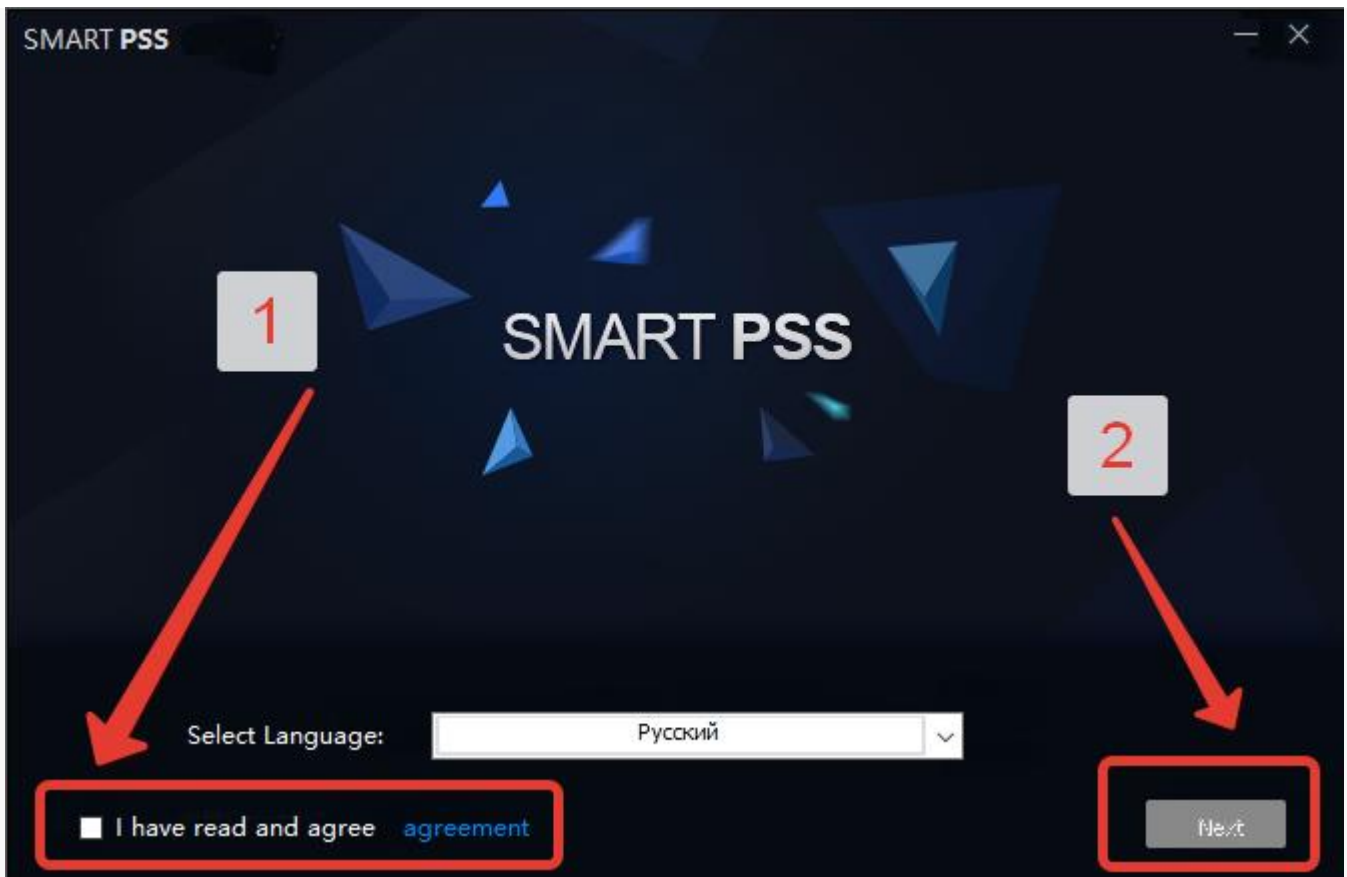 SMART PSS
1
SMART PSS
2
Select Language: Русский
I have read and agree agreement
Next